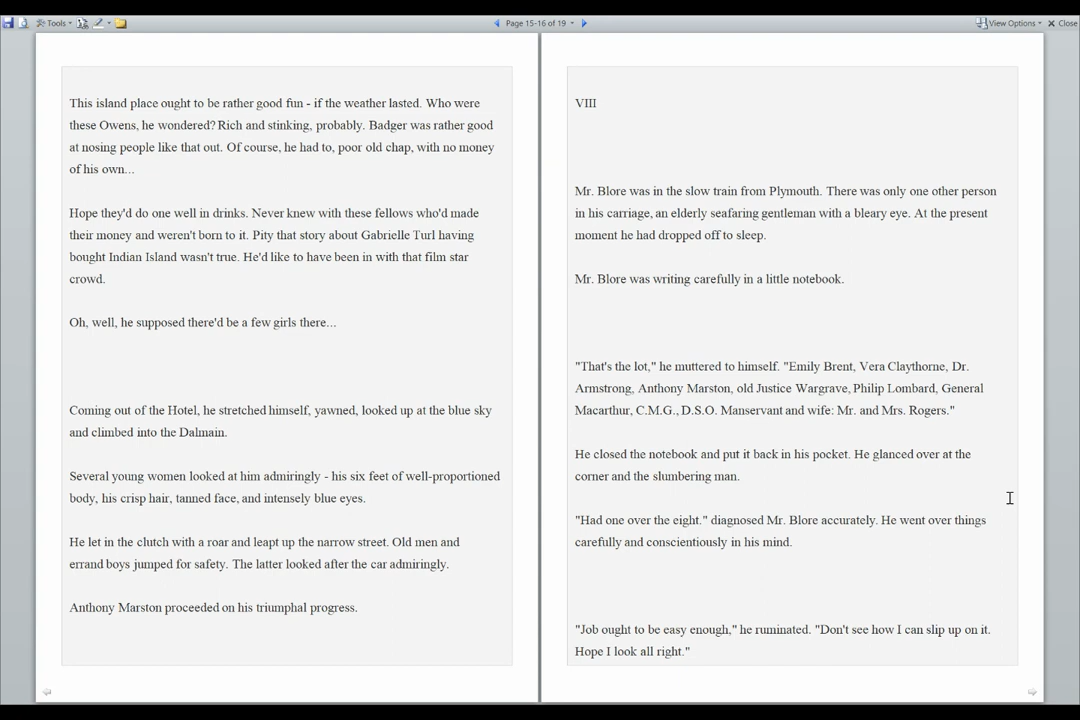 Tools
Page 15-16 of 19
View Options
Close
This island place ought to be rather good fun - if the weather lasted. Who were
these Owens, he wondered? Rich and stinking, probably. Badger was rather good
at nosing people like that out. Of course, he had to, poor old chap, with no money
of his own...
Hope they'd do one well in drinks. Never knew with these fellows who'd made
their money and weren't born to it. Pity that story about Gabrielle Turl having
bought Indian Island wasn't true. He'd like to have been in with that film star
crowd.
Oh, well, he supposed there'd be a few girls there...
Coming out of the Hotel, he stretched himself, yawned, looked up at the blue sky
and climbed into the Dalmain.
Several young women looked at him admiringly - his six feet of well-proportioned
body, his crisp hair, tanned face, and intensely blue eyes.
He let in the clutch with a roar and leapt up the narrow street. Old men and
errand boys jumped for safety. The latter looked after the car admiringly.
Anthony Marston proceeded on his triumphal progress.
VIII
Mr. Blore was in the slow train from Plymouth. There was only one other person
in his carriage, an elderly seafaring gentleman with a bleary eye. At the present
moment he had dropped off to sleep.
Mr. Blore was writing carefully in a little notebook.
"That's the lot," he muttered to himself. "Emily Brent, Vera Claythorne, Dr.
Armstrong, Anthony Marston, old Justice Wargrave, Philip Lombard, General
Macarthur, C.M.G., D.S.O. Manservant and wife: Mr. and Mrs. Rogers."
He closed the notebook and put it back in his pocket. He glanced over at the
corner and the slumbering man.
"Had one over the eight." diagnosed Mr. Blore accurately. He went over things
carefully and conscientiously in his mind.
"Job ought to be easy enough," he ruminated. "Don't see how I can slip up on it.
Hope I look all right."